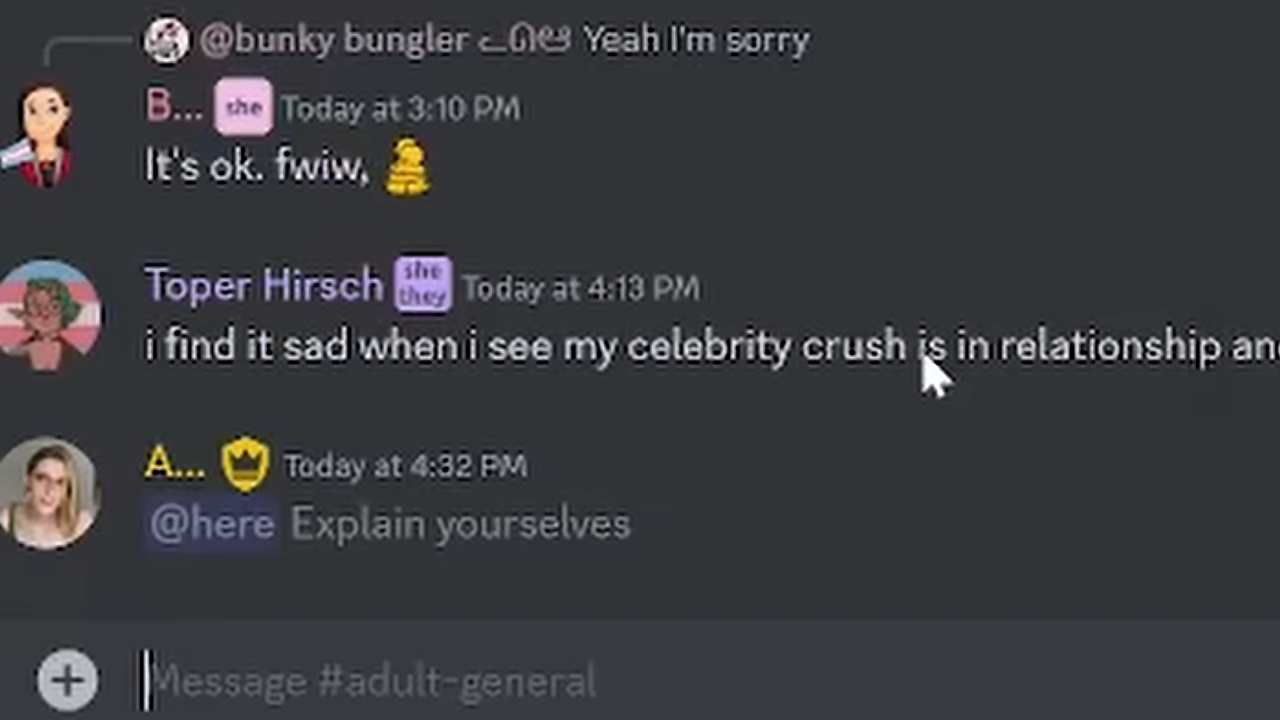 @bunky bungler Yeah I'm sorry
B... she Today at 3:10 PM
It's ok. fwiw,
Toper Hirsch she they Today at 4:13 PM
i find it sad when i see my celebrity crush is in relationship and
A... Today at 4:32 PM
@here Explain yourselves
Message #adult-general